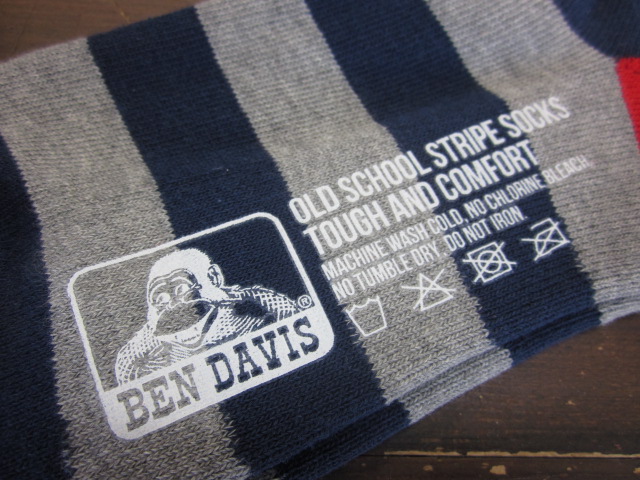 OLD SCHOOL STRIPE SOCKS
TOUGH AND COMFORT
MACHINE WASH COLD. NO CHLORINE BLEACH.
NO TUMBLE DRY. DO NOT IRON.
BEN DAVIS ®